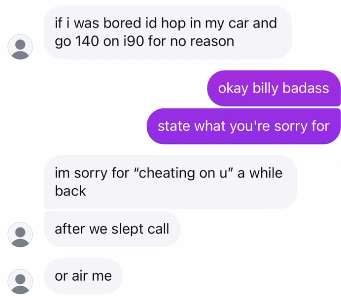 if i was bored id hop in my car and
go 140 on i90 for no reason
okay billy badass
state what you're sorry for
im sorry for “cheating on u” a while
back
after we slept call
or air me